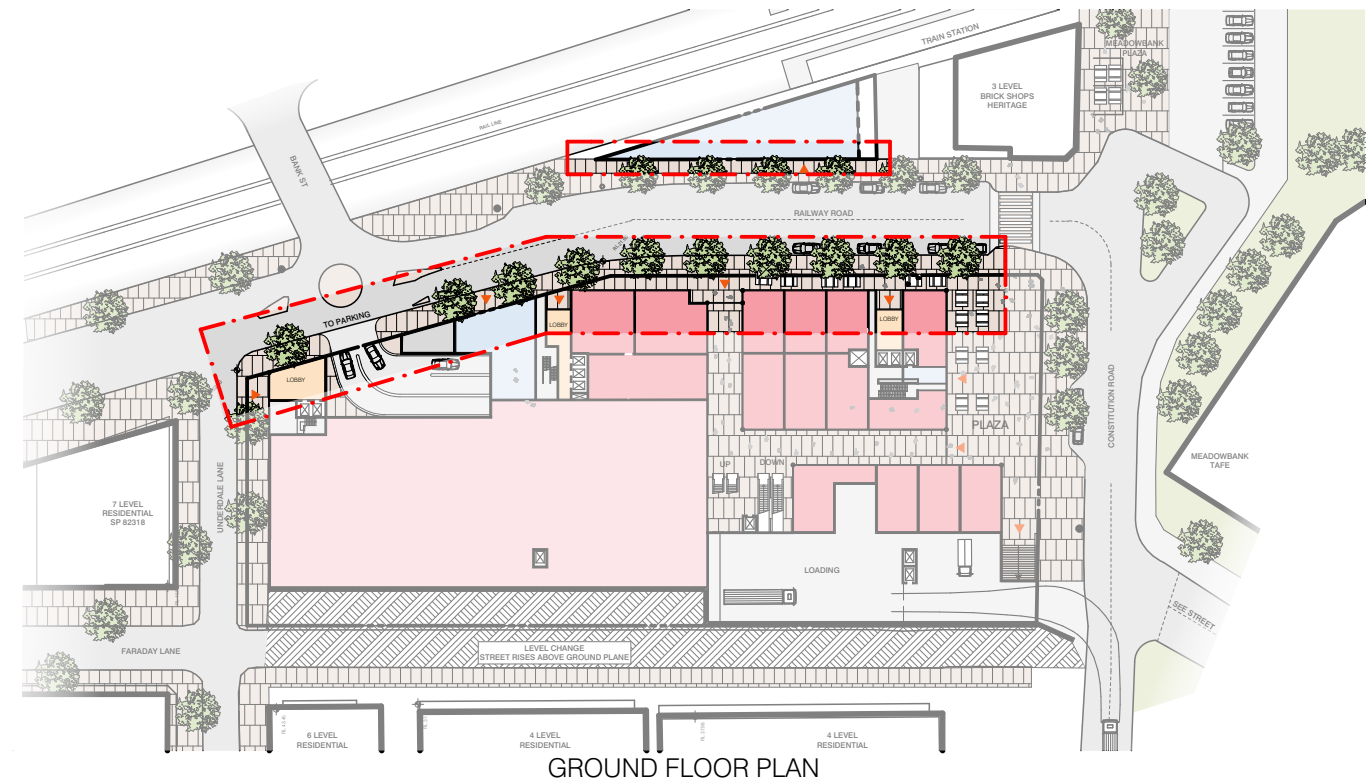 TRAIN STATION
MEADOWBANK
PLAZA
3 LEVEL
BRICK SHOPS
HERITAGE
RAIL LINE
BANK ST
RAILWAY ROAD
TO PARKING
LOBBY
LOBBY
LOBBY
PLAZA
CONSTITUTION ROAD
UP
DOWN
MEADOWBANK
TAFE
7 LEVEL
RESIDENTIAL
SP 82318
UNDERDALE LANE
LOADING
SEE STREET
FARADAY LANE
LEVEL CHANGE
STREET RISES ABOVE GROUND PLANE
6 LEVEL
RESIDENTIAL
4 LEVEL
RESIDENTIAL
4 LEVEL
RESIDENTIAL
GROUND FLOOR PLAN